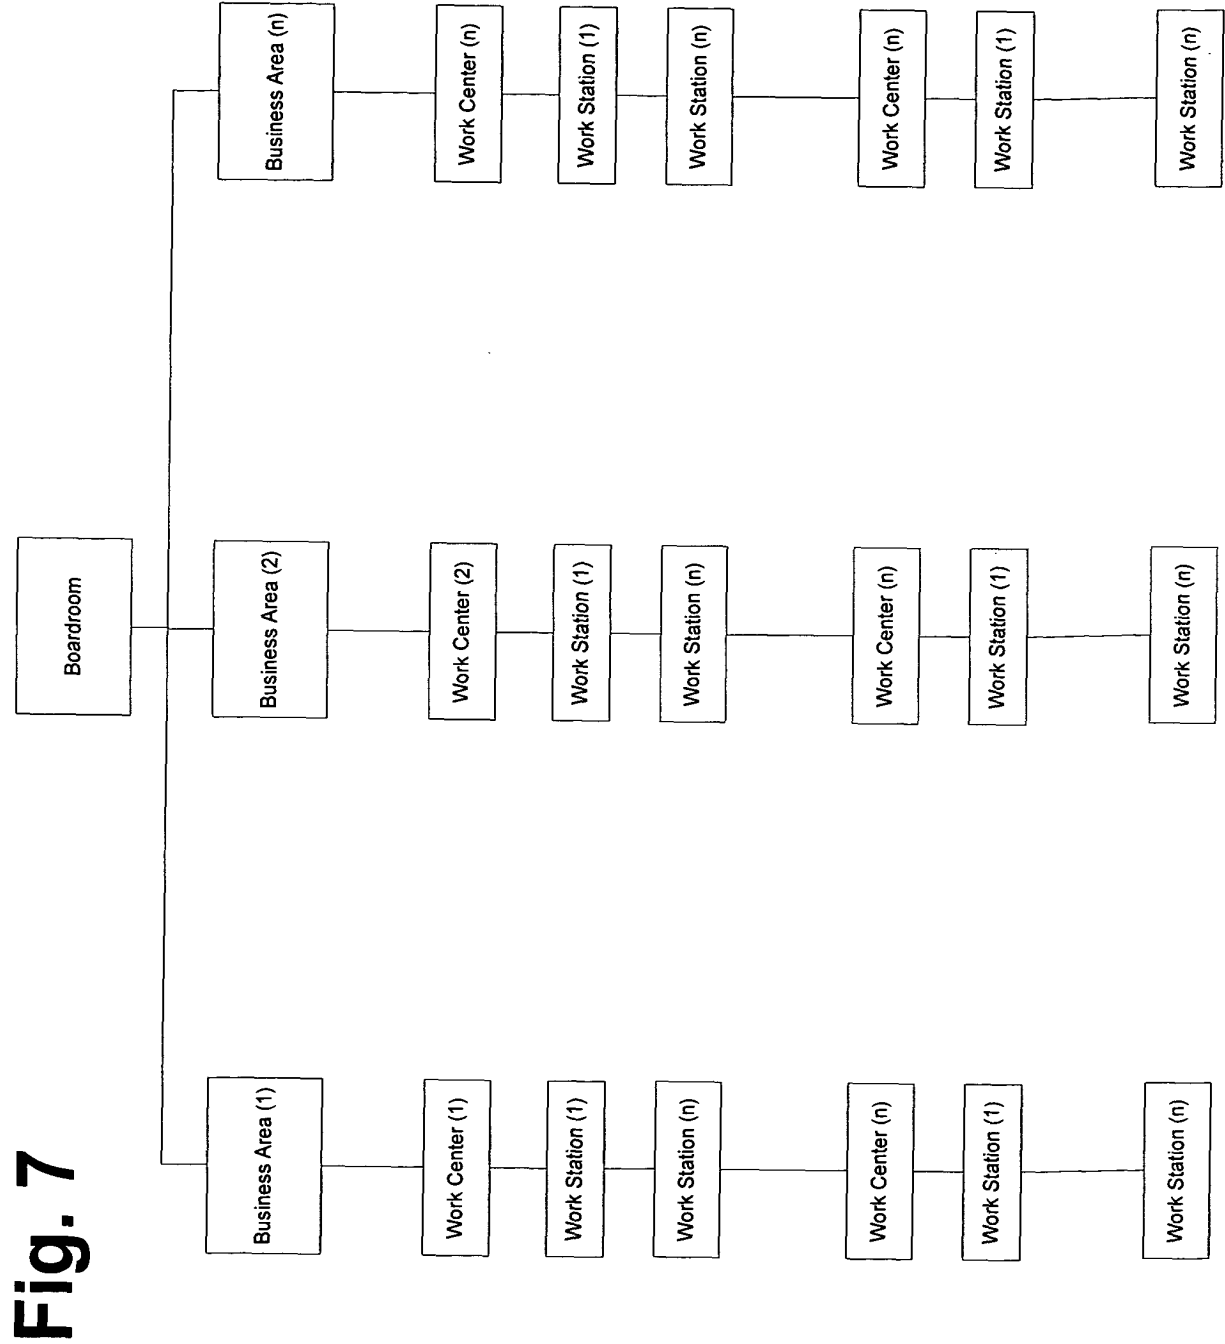 Fig. 7
Boardroom
Business Area (1)
Work Center (1)
Work Station (1)
Work Station (n)
Work Center (n)
Work Station (1)
Work Station (n)
Business Area (2)
Work Center (2)
Work Station (1)
Work Station (n)
Work Center (n)
Work Station (1)
Work Station (n)
Business Area (n)
Work Center (n)
Work Station (1)
Work Station (n)
Work Center (n)
Work Station (1)
Work Station (n)